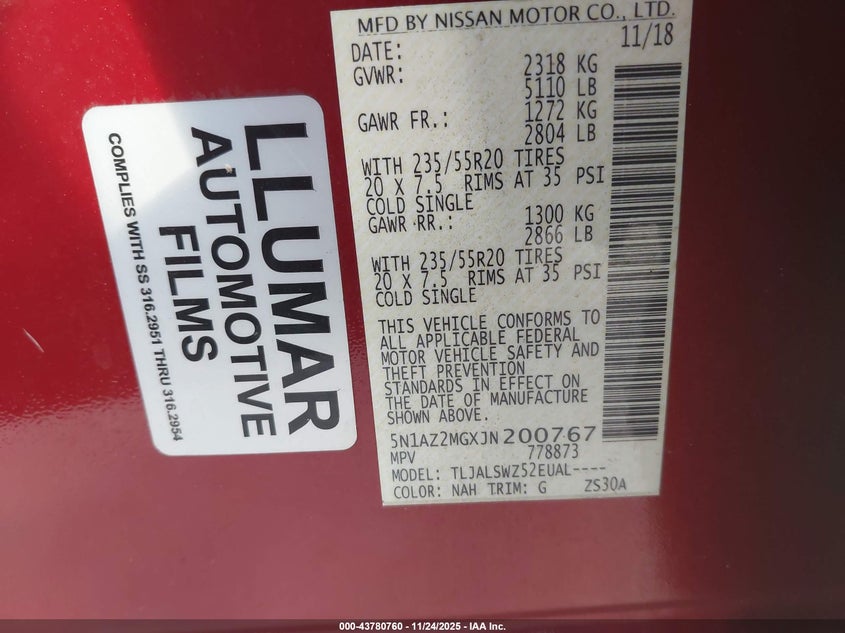 LLUMAR
AUTOMOTIVE
FILMS
COMPLIES WITH SS 316.2951 THRU 316.2954
MFD BY NISSAN MOTOR CO., LTD.
DATE: 11/18
GVWR: 2318 KG
5110 LB
GAWR FR.: 1272 KG
2804 LB
WITH 235/55R20 TIRES
20 X 7.5 RIMS AT 35 PSI
COLD SINGLE
GAWR RR.: 1300 KG
2866 LB
WITH 235/55R20 TIRES
20 X 7.5 RIMS AT 35 PSI
COLD SINGLE
THIS VEHICLE CONFORMS TO
ALL APPLICABLE FEDERAL
MOTOR VEHICLE SAFETY AND
THEFT PREVENTION
STANDARDS IN EFFECT ON
THE DATE OF MANUFACTURE
SHOWN ABOVE.
5N1AZ2MGXJN200767
MPV 778873
MODEL: TLJALSWZ52EUAL----
COLOR: NAH TRIM: G ZS30A
000-43780760 - 11/24/2025 - IAA Inc.